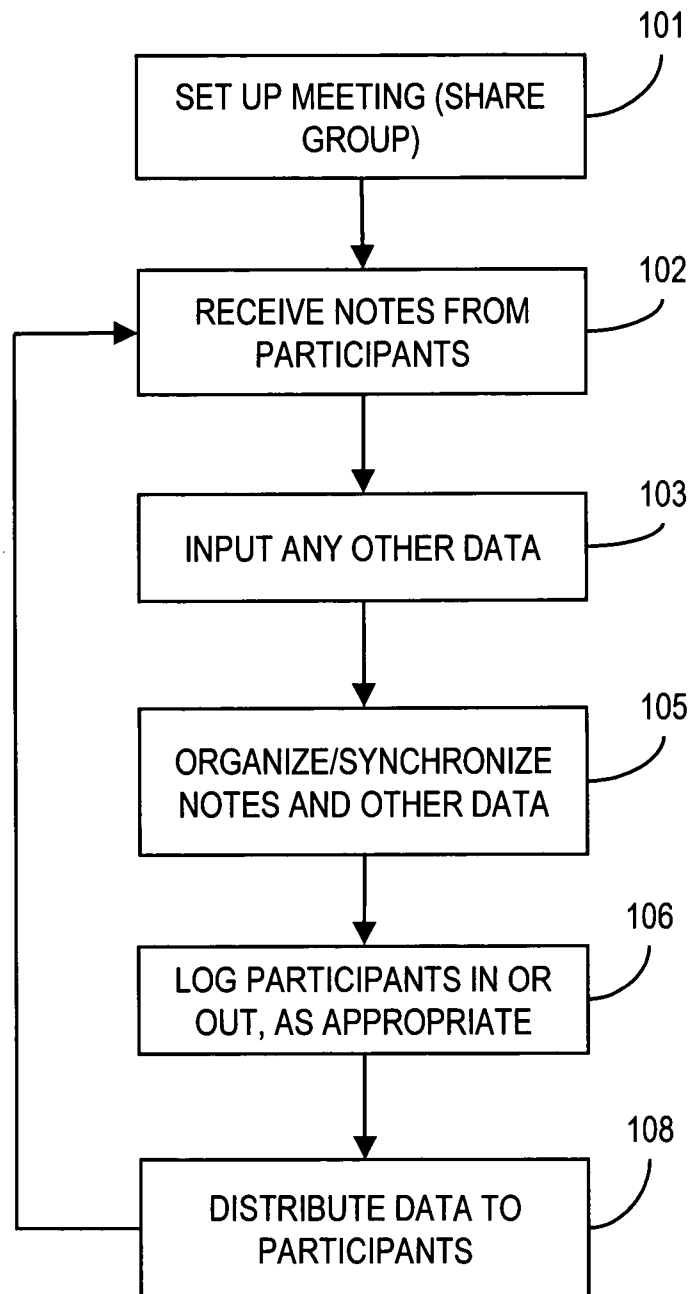 101
SET UP MEETING (SHARE
GROUP)
102
RECEIVE NOTES FROM
PARTICIPANTS
103
INPUT ANY OTHER DATA
105
ORGANIZE/SYNCHRONIZE
NOTES AND OTHER DATA
106
LOG PARTICIPANTS IN OR
OUT, AS APPROPRIATE
108
DISTRIBUTE DATA TO
PARTICIPANTS